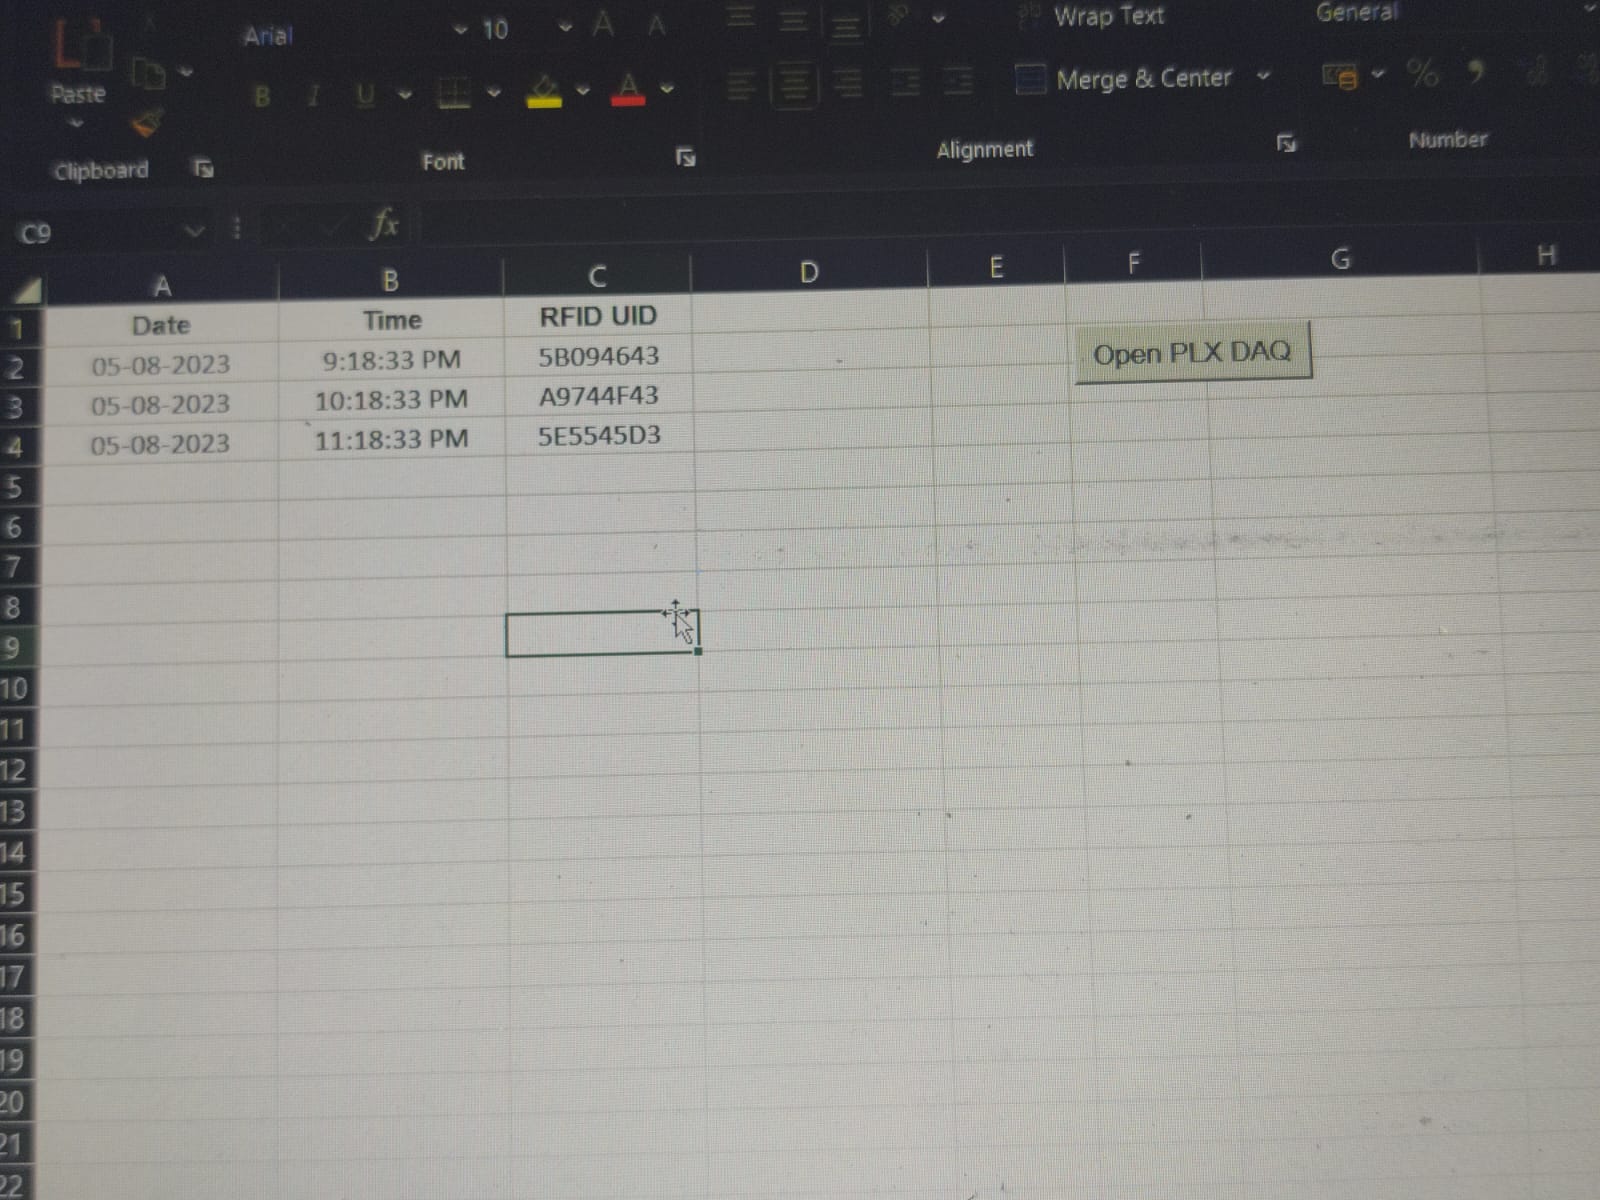 Arial
10
A A
Wrap Text
General
Paste
B I U
A
Merge & Center
%
Clipboard
Font
Alignment
Number
C9
fx
A B C D E F G H
1 Date Time RFID UID
2 05-08-2023 9:18:33 PM 5B094643
Open PLX DAQ
3 05-08-2023 10:18:33 PM A9744F43
4 05-08-2023 11:18:33 PM 5E5545D3
5
6
7
8
9
10
11
12
13
14
15
16
17
18
19
20
21
22